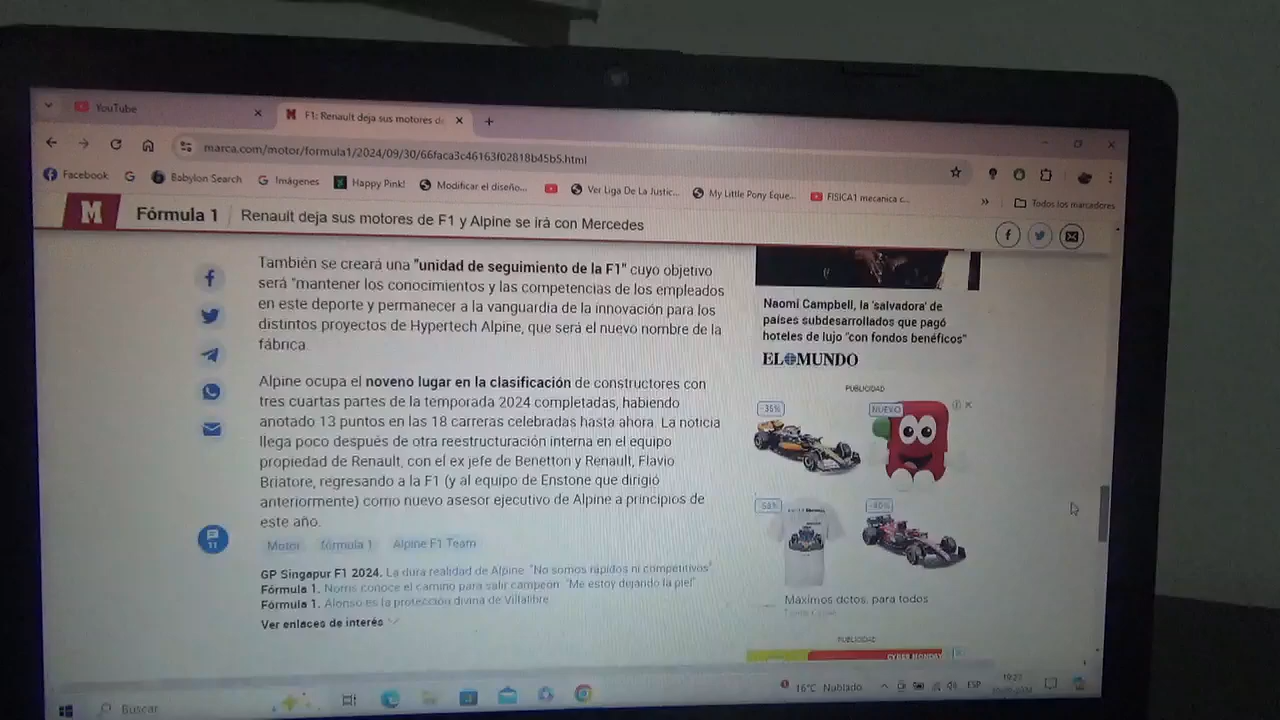 YouTube
F1: Renault deja sus motores de
marca.com/motor/formula1/2024/09/30/66faca3c46163f02818b45b5.html
Facebook
G
Babylon Search
G Imágenes
Happy Pink!
Modificar el diseño...
Ver Liga De La Justic...
My Little Pony Eque...
FISICA1 mecanica c...
»
Todos los marcadores
M
Fórmula 1
Renault deja sus motores de F1 y Alpine se irá con Mercedes
También se creará una "unidad de seguimiento de la F1" cuyo objetivo
será "mantener los conocimientos y las competencias de los empleados
en este deporte y permanecer a la vanguardia de la innovación para los
distintos proyectos de Hypertech Alpine, que será el nuevo nombre de la
fábrica.
Alpine ocupa el noveno lugar en la clasificación de constructores con
tres cuartas partes de la temporada 2024 completadas, habiendo
anotado 13 puntos en las 18 carreras celebradas hasta ahora. La noticia
llega poco después de otra reestructuración interna en el equipo
propiedad de Renault, con el ex jefe de Benetton y Renault, Flavio
Briatore, regresando a la F1 (y al equipo de Enstone que dirigió
anteriormente) como nuevo asesor ejecutivo de Alpine a principios de
este año.
11
Motor
fórmula 1
Alpine F1 Team
GP Singapur F1 2024. La dura realidad de Alpine: "No somos rápidos ni competitivos"
Fórmula 1. Norris conoce el camino para salir campeón: "Me estoy dejando la piel"
Fórmula 1. Alonso es la protección divina de Villalibre
Ver enlaces de interés
Naomi Campbell, la 'salvadora' de
países subdesarrollados que pagó
hoteles de lujo "con fondos benéficos"
EL MUNDO
PUBLICIDAD
-35%
NUEVO
Máximos dctos. para todos
PUBLICIDAD
CYBER MONDAY
Buscar
16°C Nublado
ESP